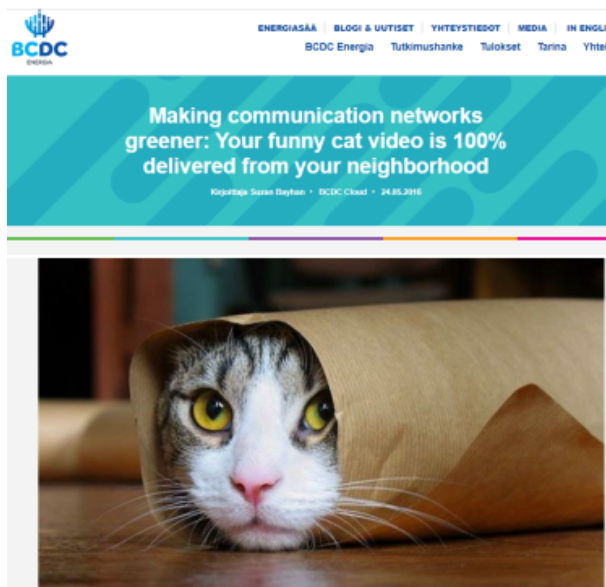 BCDC
ENERGIA
ENERGIASÄÄ BLOGI & UUTISET YHTEYSTIEDOT MEDIA IN ENGLI
BCDC Energia Tutkimushanke Tulokset Tarina Yhtei
Making communication networks
greener: Your funny cat video is 100%
delivered from your neighborhood
Kirjoittaja Suzan Bayhan • BCDC Cloud • 24.05.2016